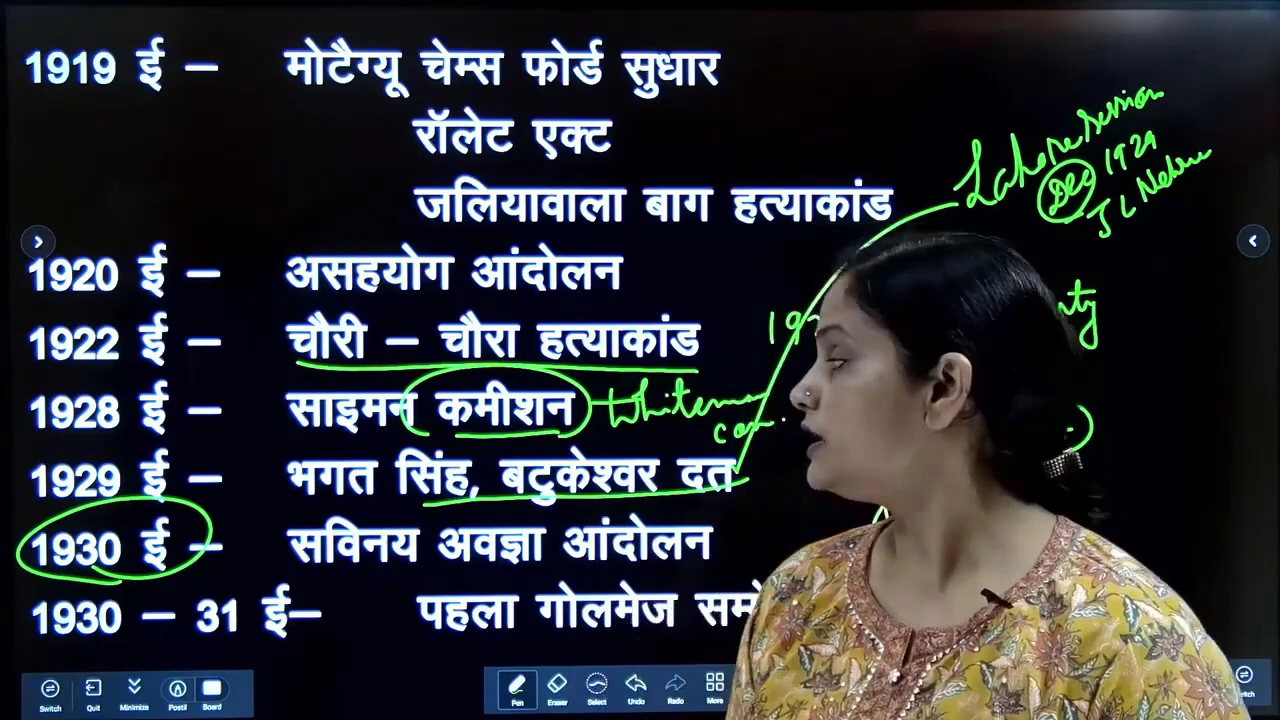 1919 ई – मोटैग्यू चेम्स फोर्ड सुधार
रॉलेट एक्ट
जलियावाला बाग हत्याकांड
1920 ई – असहयोग आंदोलन
1922 ई – चौरी – चौरा हत्याकांड
1928 ई – साइमन कमीशन
1929 ई – भगत सिंह, बटुकेश्वर दत
1930 ई – सविनय अवज्ञा आंदोलन
1930 – 31 ई– पहला गोलमेज
Lahore Session
Dec 1929
J L Nehru
Switch Quit Minimize PostIl Board
Pen Eraser Select Undo Redo More